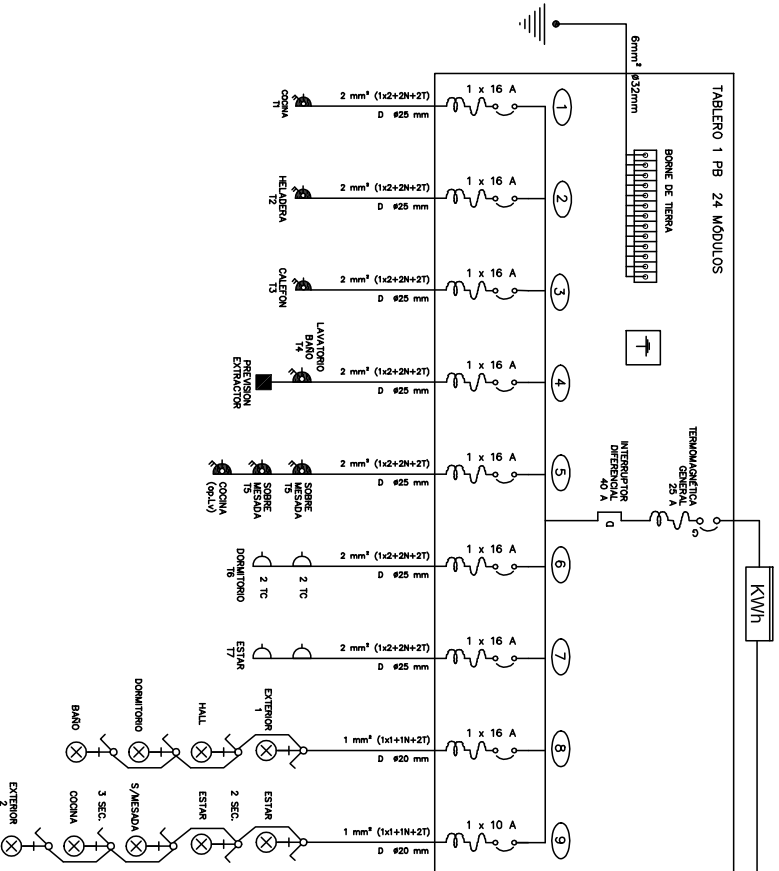 TABLERO 1 PB 24 MÓDULOS
6mm² ø32mm
BORNE DE TIERRA
KWh
TERMOMAGNÉTICA
GENERAL
25 A
G
INTERRUPTOR
DIFERENCIAL
40 A
D
1
1 x 16 A
2 mm² (1x2+2N+2T)
D ø25 mm
COCINA
T1
2
1 x 16 A
2 mm² (1x2+2N+2T)
D ø25 mm
HELADERA
T2
3
1 x 16 A
2 mm² (1x2+2N+2T)
D ø25 mm
CALEFON
T3
4
1 x 16 A
2 mm² (1x2+2N+2T)
D ø25 mm
LAVATORIO
BAÑO
T4
PREVISION
EXTRACTOR
5
1 x 16 A
2 mm² (1x2+2N+2T)
D ø25 mm
SOBRE
MESADA
T5
SOBRE
MESADA
T5
COCINA
(op.Lv)
6
1 x 16 A
2 mm² (1x2+2N+2T)
D ø25 mm
2 TC
2 TC
DORMITORIO
T6
7
1 x 16 A
2 mm² (1x2+2N+2T)
D ø25 mm
ESTAR
T7
8
1 x 16 A
1 mm² (1x1+1N+2T)
D ø20 mm
EXTERIOR
1
HALL
DORMITORIO
BAÑO
9
1 x 10 A
1 mm² (1x1+1N+2T)
D ø20 mm
ESTAR
2 SEC.
ESTAR
S/MESADA
3 SEC.
COCINA
EXTERIOR
2